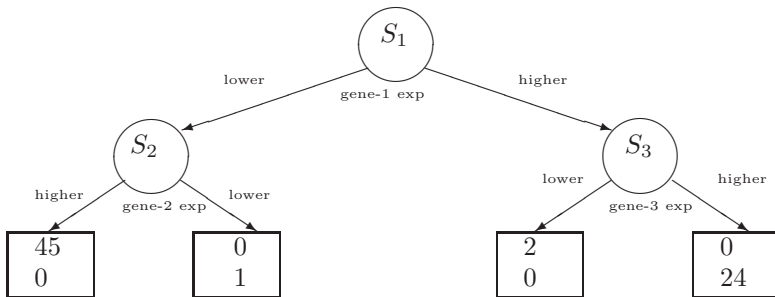 S1
lower
higher
gene-1 exp
S2
S3
higher
lower
lower
higher
gene-2 exp
gene-3 exp
45
0
2
0
0
1
0
24